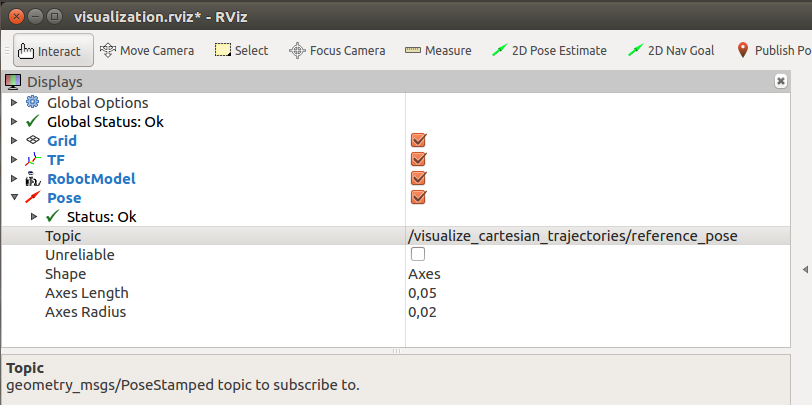 visualization.rviz* - RViz
Interact Move Camera Select Focus Camera Measure 2D Pose Estimate 2D Nav Goal Publish Po
Displays
Global Options
Global Status: Ok
Grid
TF
RobotModel
Pose
Status: Ok
Topic /visualize_cartesian_trajectories/reference_pose
Unreliable
Shape Axes
Axes Length 0,05
Axes Radius 0,02
Topic
geometry_msgs/PoseStamped topic to subscribe to.